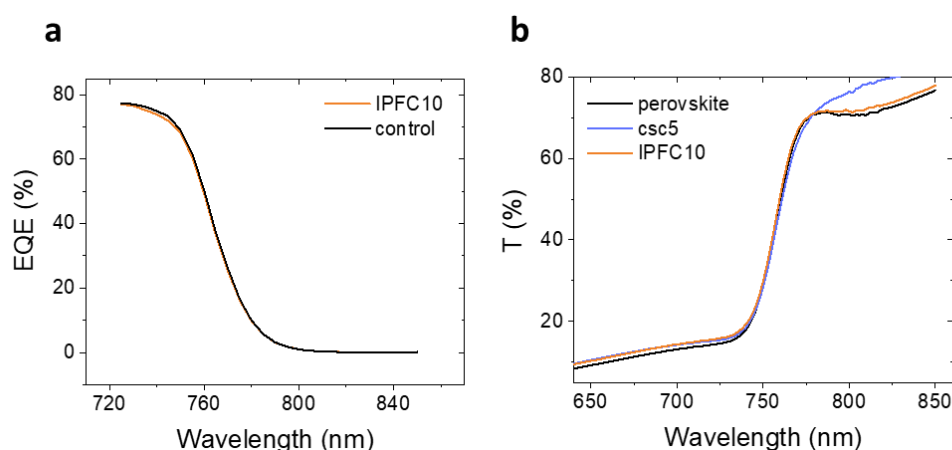 a
IPFC10
control
EQE (%)
80
60
40
20
0
720
760
800
840
Wavelength (nm)
b
perovskite
csc5
IPFC10
T (%)
80
60
40
20
650
700
750
800
850
Wavelength (nm)